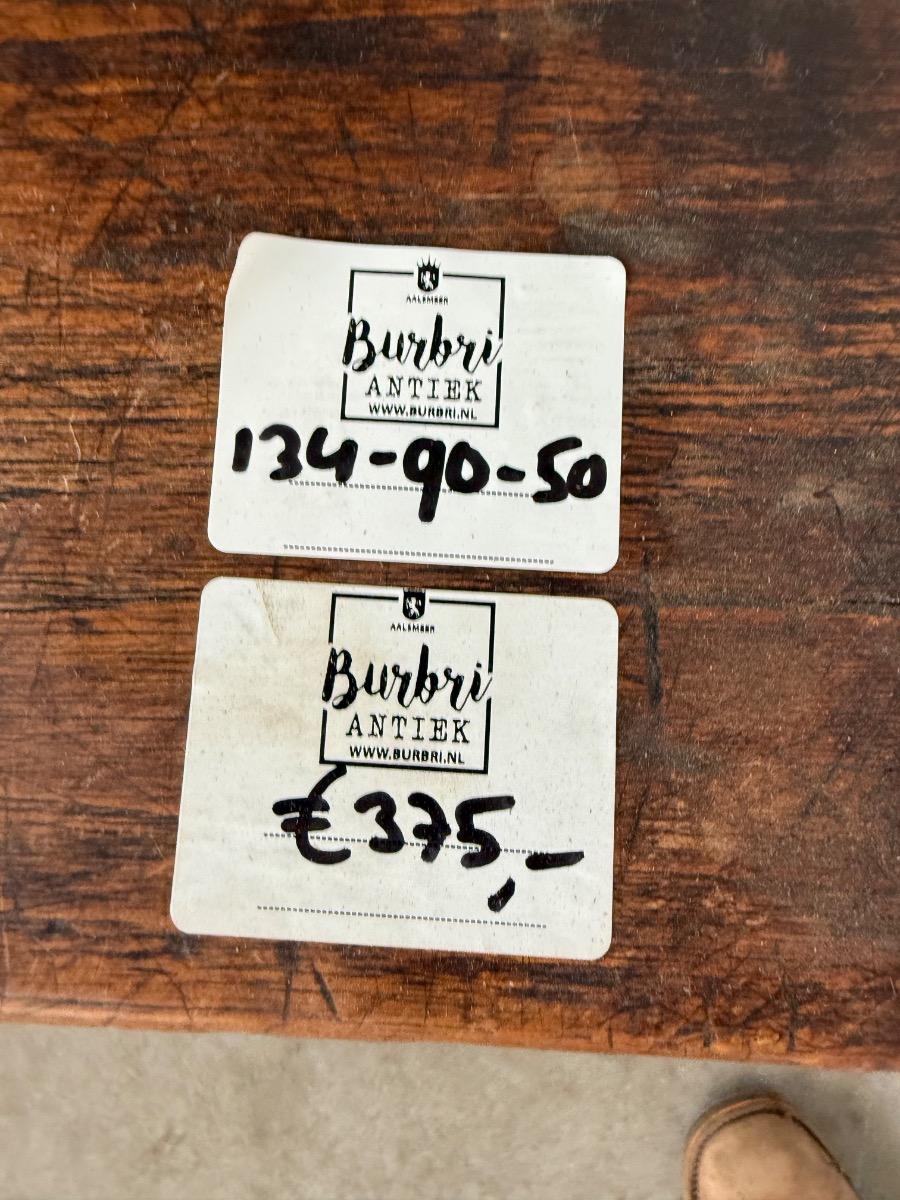 AALSMEER
Burbri
ANTIEK
WWW.BURBRI.NL
134-90-50
AALSMEER
Burbri
ANTIEK
WWW.BURBRI.NL
€375,-